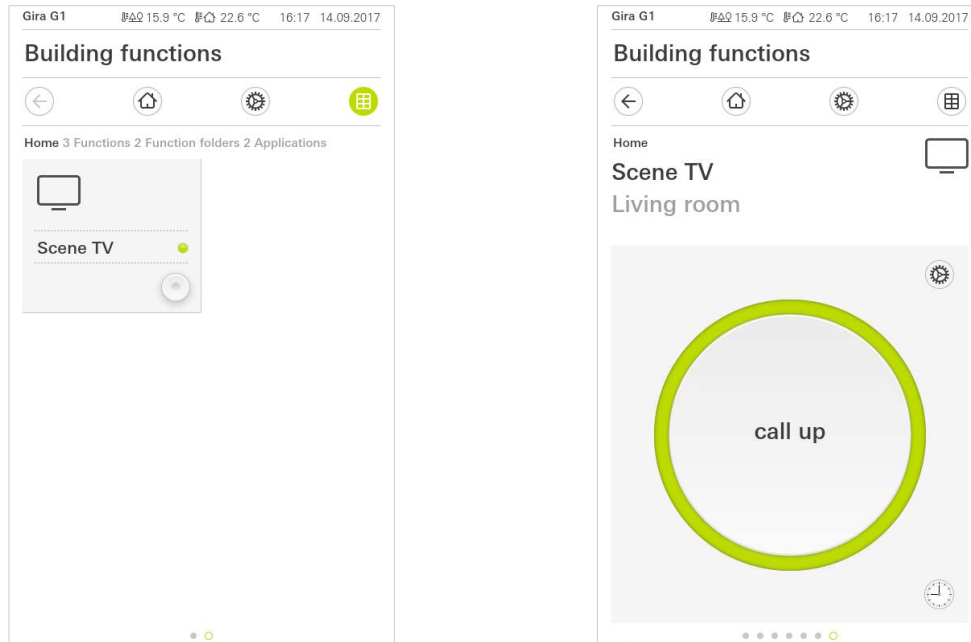 Gira G1 15.9 °C 22.6 °C 16:17 14.09.2017
Building functions
Home 3 Functions 2 Function folders 2 Applications
Scene TV
Gira G1 15.9 °C 22.6 °C 16:17 14.09.2017
Building functions
Home
Scene TV
Living room
call up